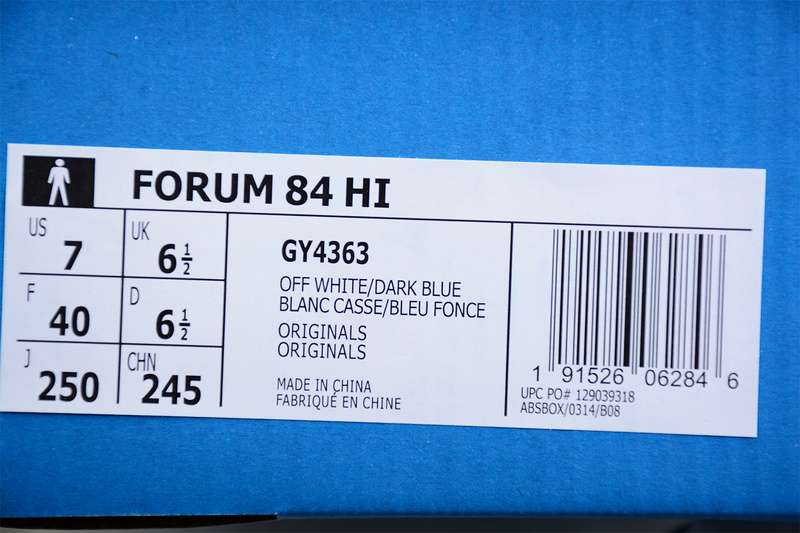 FORUM 84 HI
US 7
UK 6 1/2
F 40
D 6 1/2
J 250
CHN 245
GY4363
OFF WHITE/DARK BLUE
BLANC CASSE/BLEU FONCE
ORIGINALS
ORIGINALS
MADE IN CHINA
FABRIQUÉ EN CHINE
1 91526 06284 6
UPC PO# 129039318
ABSBOX/0314/B08